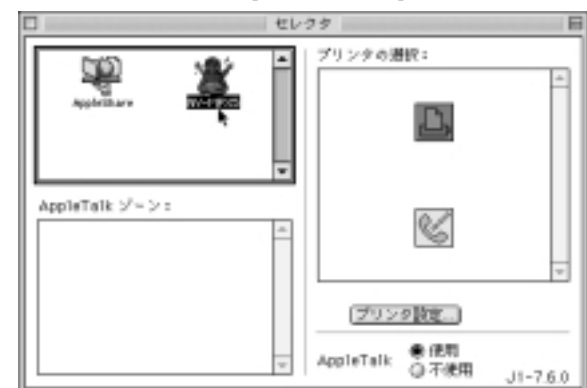 セレクタ
AppleShare
プリンタの選択：
AppleTalk ゾーン：
プリンタ設定...
AppleTalk
使用
不使用
J1-7.6.0